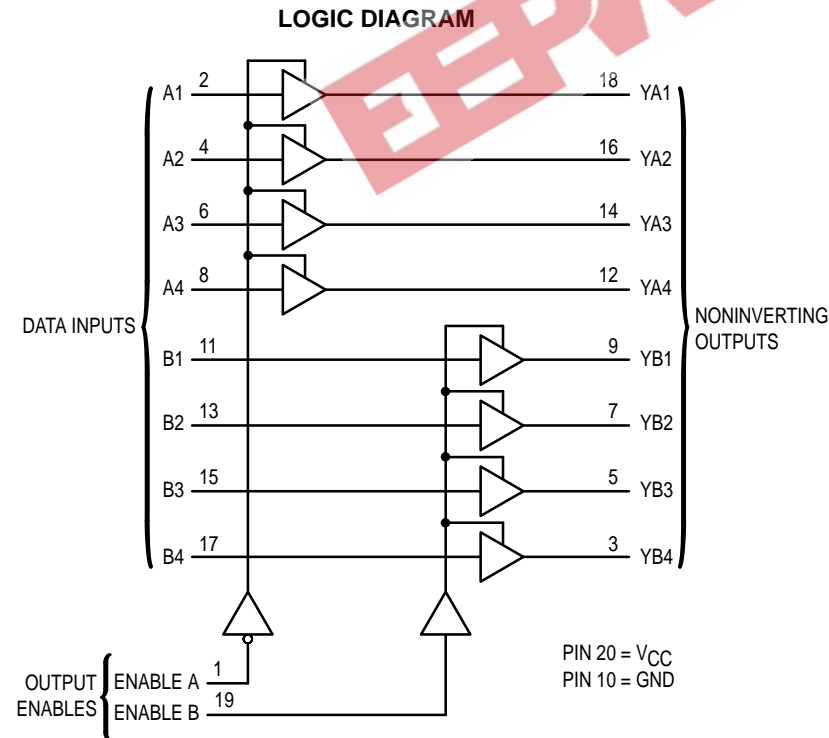 LOGIC DIAGRAM
A1 2 18 YA1
A2 4 16 YA2
A3 6 14 YA3
A4 8 12 YA4
DATA INPUTS
NONINVERTING
OUTPUTS
B1 11 9 YB1
B2 13 7 YB2
B3 15 5 YB3
B4 17 3 YB4
OUTPUT
ENABLES
ENABLE A 1
ENABLE B 19
PIN 20 = VCC
PIN 10 = GND